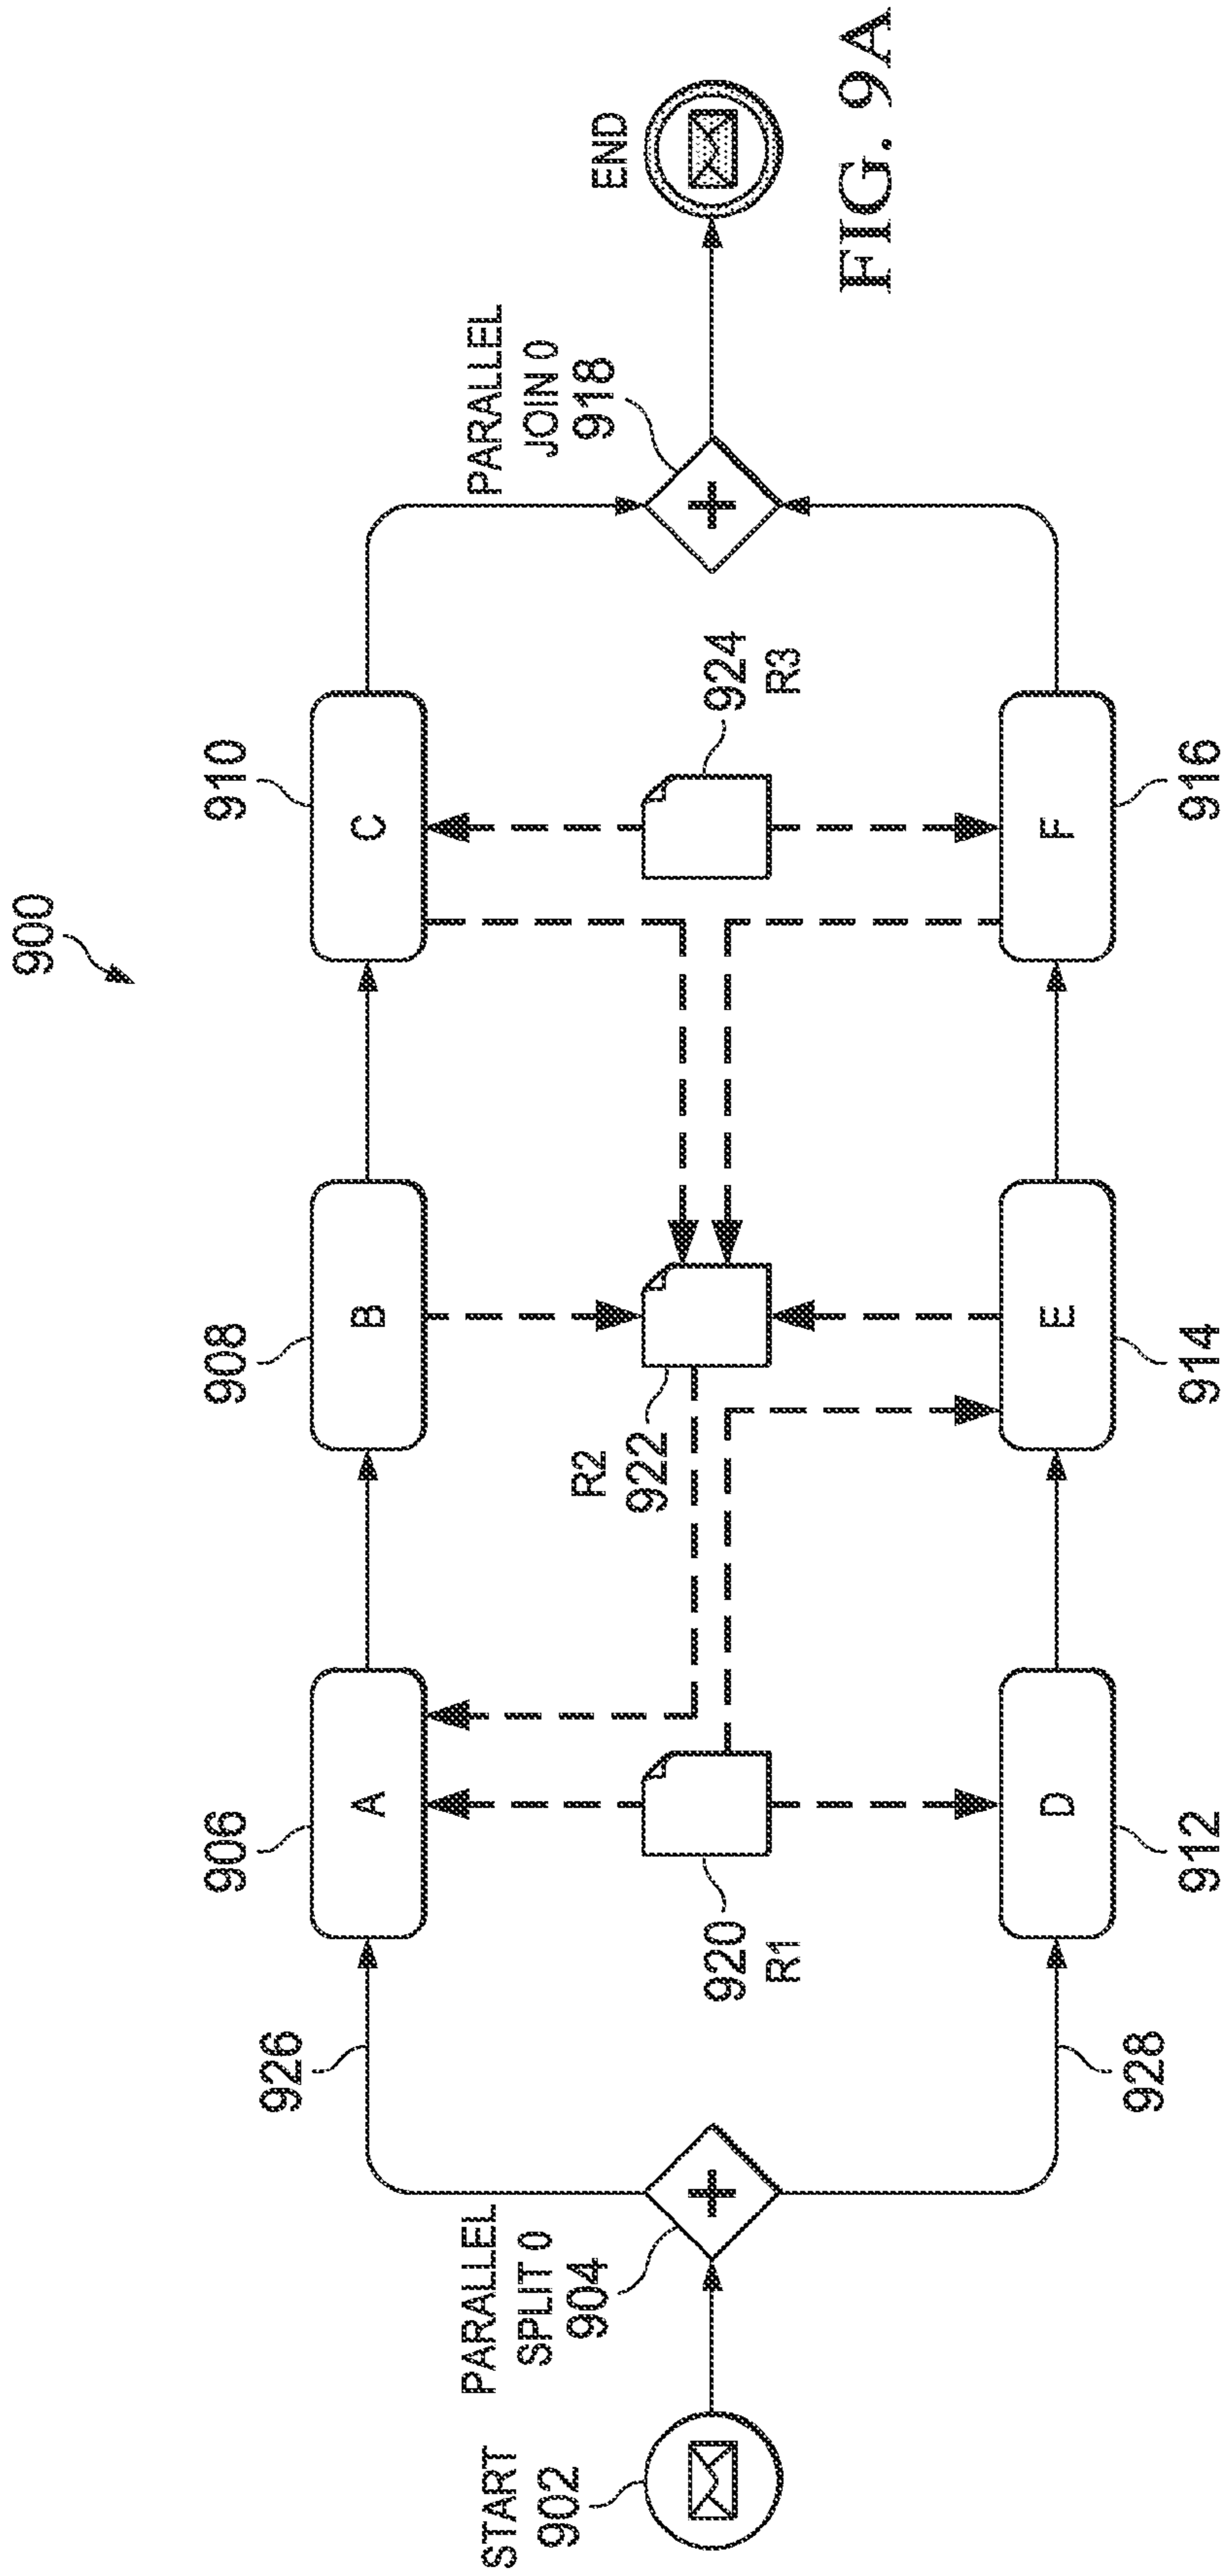 900
START
902
PARALLEL
SPLIT 0
904
926
928
906
A
908
B
910
C
920
R1
R2
922
924
R3
D
912
E
914
F
916
PARALLEL
JOIN 0
918
END
FIG. 9A